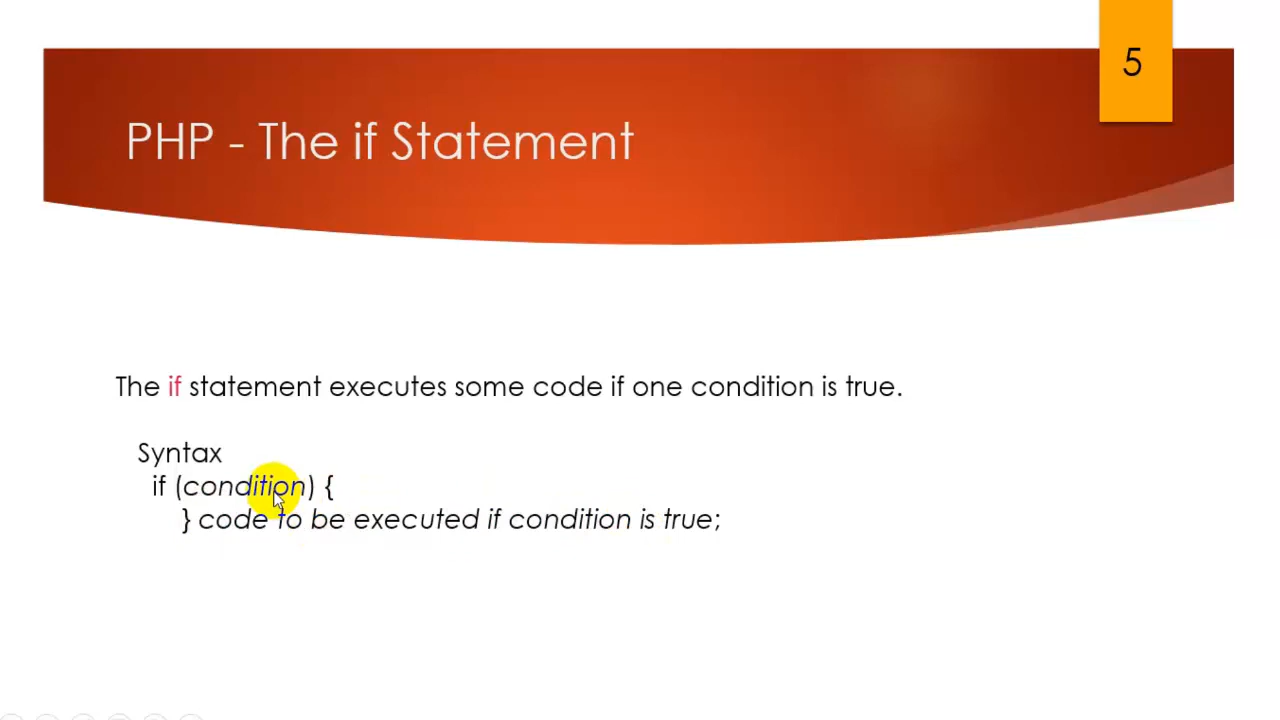 5
PHP - The if Statement
The if statement executes some code if one condition is true.
Syntax
if (condition) {
} code to be executed if condition is true;